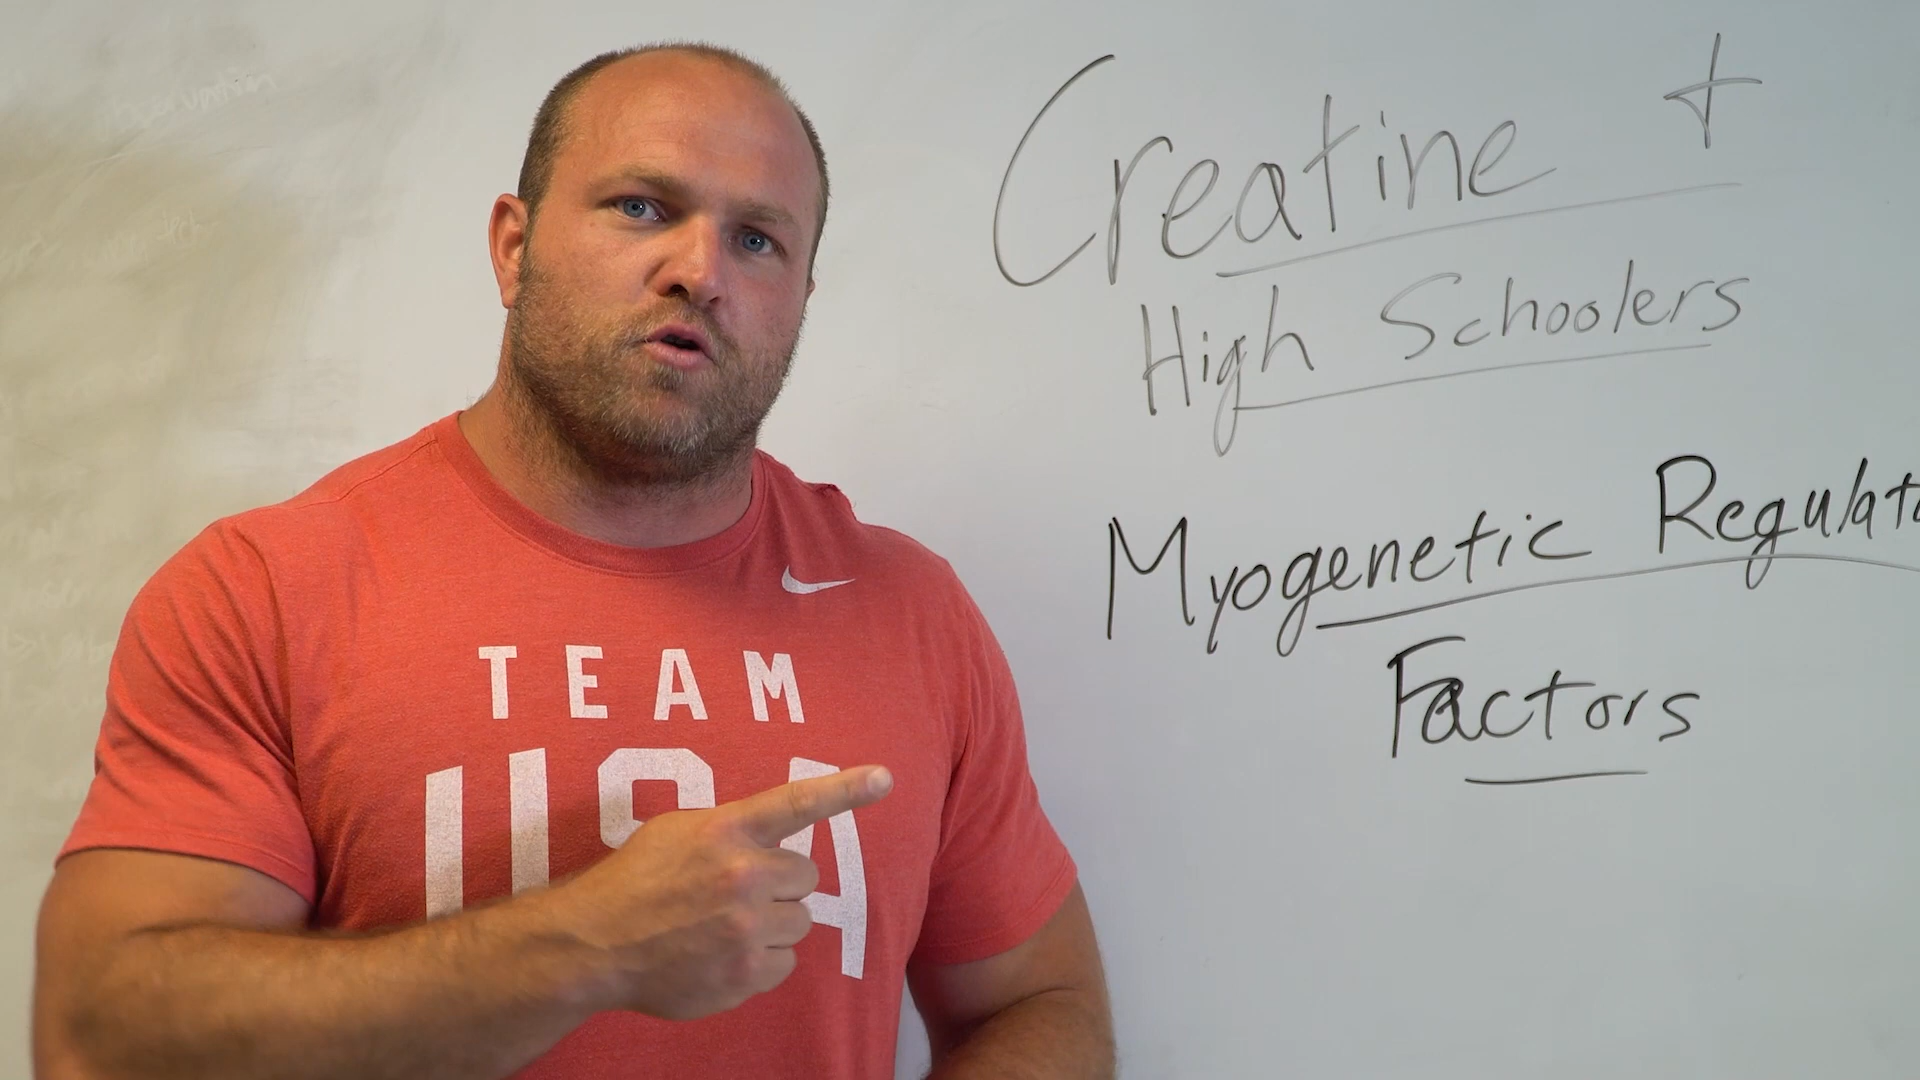 Creatine +
High Schoolers
Myogenetic Regulat
Factors
TEAM
USA